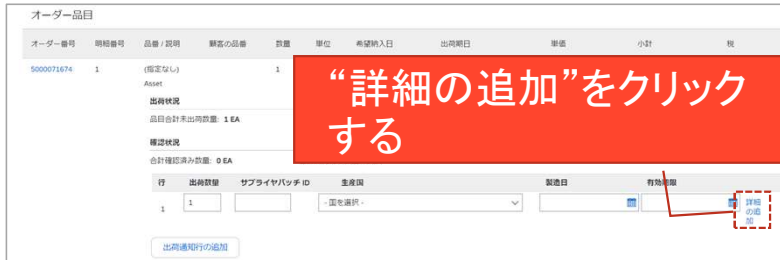 オーダー品目
オーダー番号 明細番号 品番 / 説明 顧客の品番 数量 単位 希望納入日 出荷期日 単価 小計 税
5000071674 1 (指定なし) 1
Asset
“詳細の追加”をクリック
する
出荷状況
品目合計未出荷数量: 1 EA
確認状況
合計確認済み数量: 0 EA
行 出荷数量 サプライヤバッチ ID 生産国 製造日 有効期限
1 1 - 国を選択 - 詳細
の追
加
出荷通知行の追加